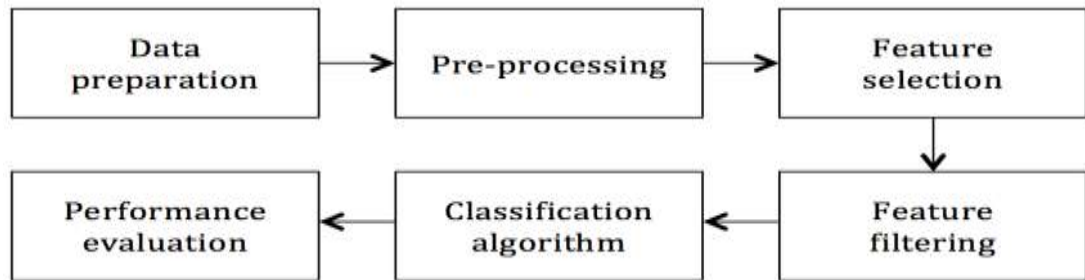 Data
preparation
Pre-processing
Feature
selection
Feature
filtering
Classification
algorithm
Performance
evaluation